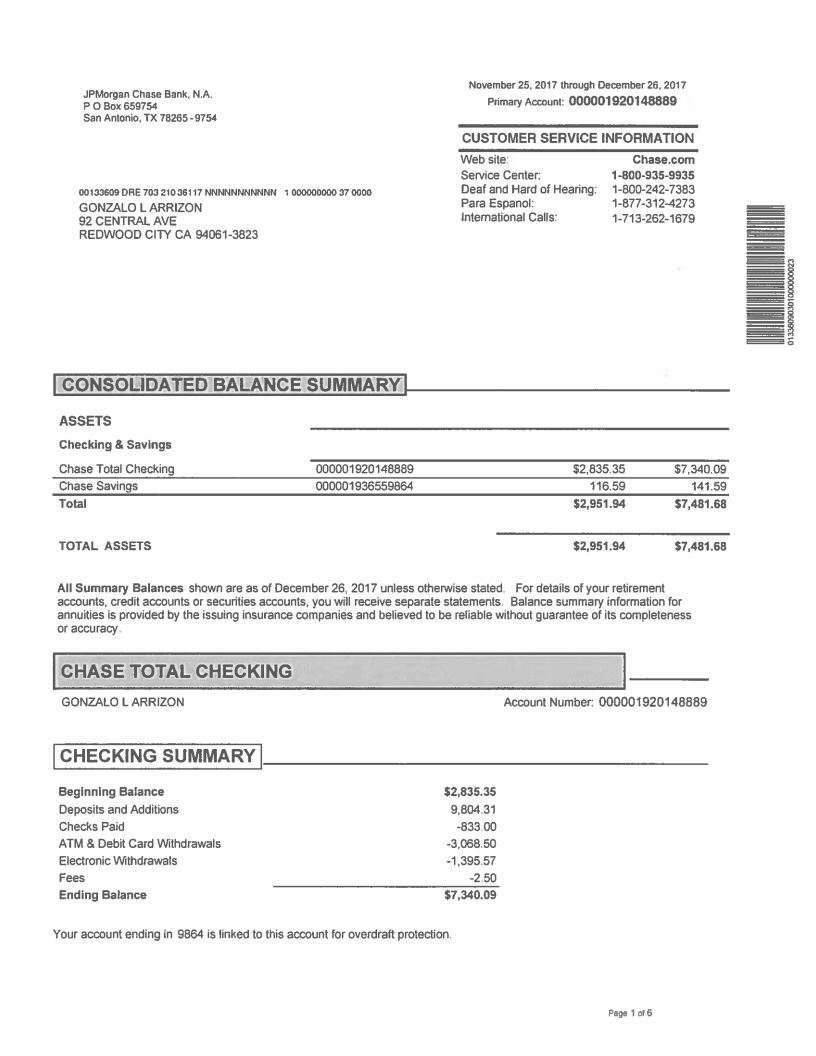 JPMorgan Chase Bank, N.A.
P O Box 659754
San Antonio, TX 78265 - 9754
November 25, 2017 through December 26, 2017
Primary Account: 000001920148889
CUSTOMER SERVICE INFORMATION
Web site: Chase.com
Service Center: 1-800-935-9935
Deaf and Hard of Hearing: 1-800-242-7383
Para Espanol: 1-877-312-4273
International Calls: 1-713-262-1679
00133609 DRE 703 210 36117 NNNNNNNNNNN 1 000000000 37 0000
GONZALO L ARRIZON
92 CENTRAL AVE
REDWOOD CITY CA 94061-3823
01336090301000000023
CONSOLIDATED BALANCE SUMMARY
ASSETS
Checking & Savings
Chase Total Checking 000001920148889 $2,835.35 $7,340.09
Chase Savings 000001936559864 116.59 141.59
Total $2,951.94 $7,481.68
TOTAL ASSETS $2,951.94 $7,481.68
All Summary Balances shown are as of December 26, 2017 unless otherwise stated. For details of your retirement
accounts, credit accounts or securities accounts, you will receive separate statements. Balance summary information for
annuities is provided by the issuing insurance companies and believed to be reliable without guarantee of its completeness
or accuracy.
CHASE TOTAL CHECKING
GONZALO L ARRIZON Account Number: 000001920148889
CHECKING SUMMARY
Beginning Balance $2,835.35
Deposits and Additions 9,804.31
Checks Paid -833.00
ATM & Debit Card Withdrawals -3,068.50
Electronic Withdrawals -1,395.57
Fees -2.50
Ending Balance $7,340.09
Your account ending in 9864 is linked to this account for overdraft protection.
Page 1 of 6